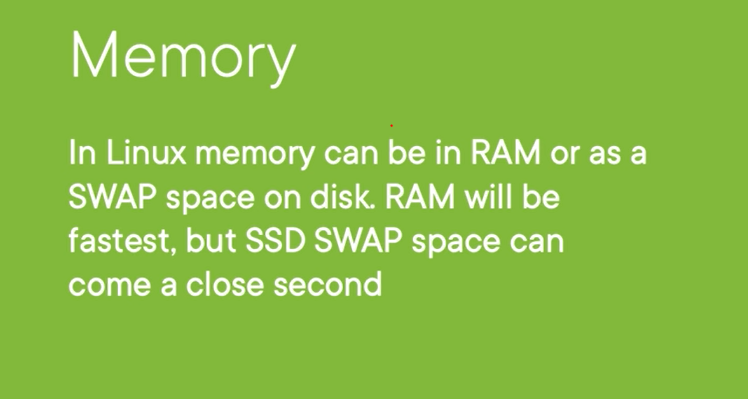 Memory
In Linux memory can be in RAM or as a
SWAP space on disk. RAM will be
fastest, but SSD SWAP space can
come a close second